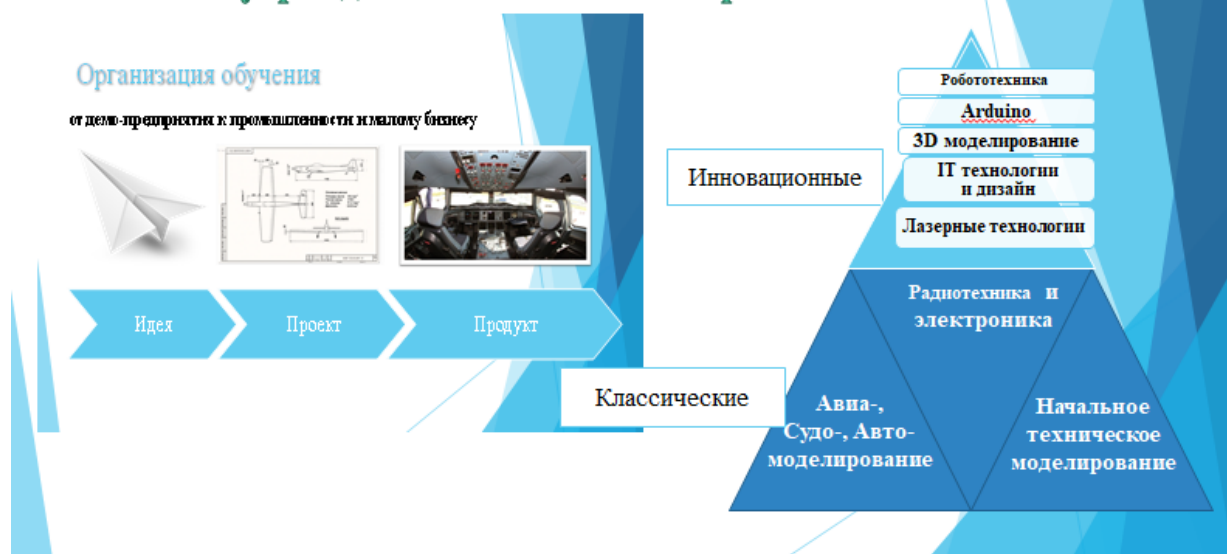 Организация обучения
от демо-предприятия к промышленности и малому бизнесу
Идея
Проект
Продукт
Инновационные
Классические
Робототехника
Arduino
3D моделирование
IT технологии
и дизайн
Лазерные технологии
Радиотехника и
электроника
Авиа-,
Судо-, Авто-
моделирование
Начальное
техническое
моделирование